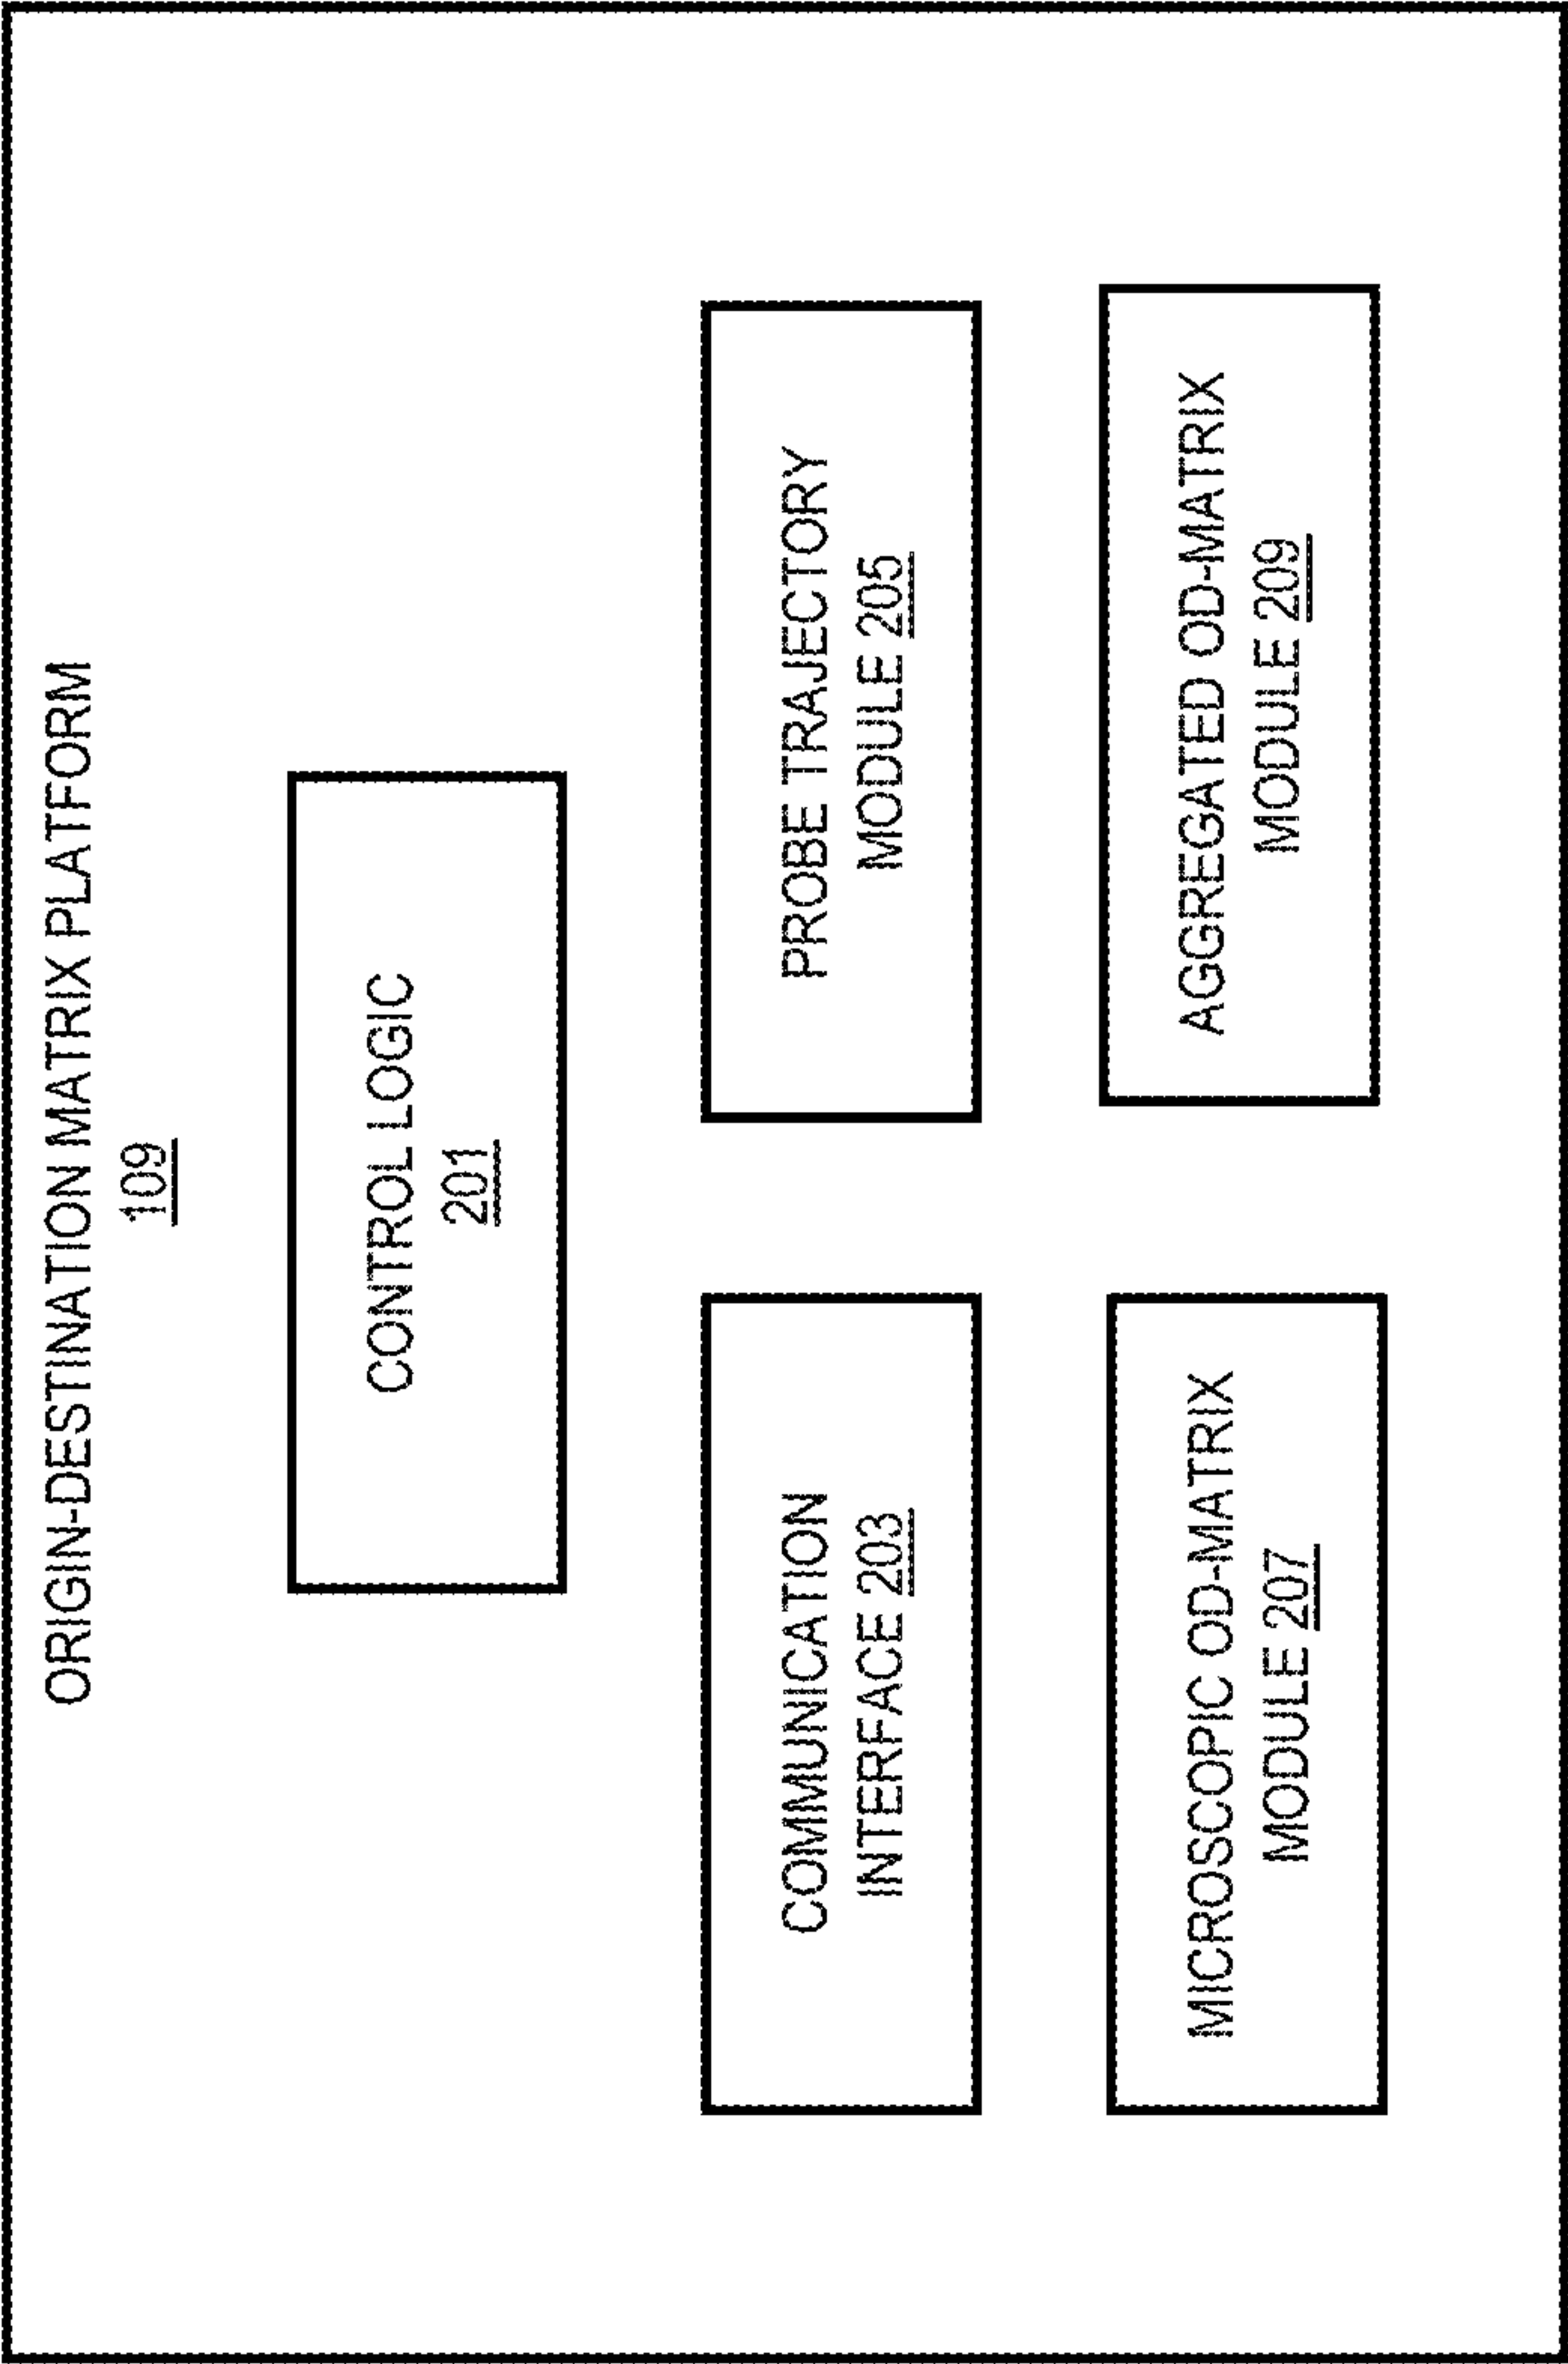 ORIGIN-DESTINATION MATRIX PLATFORM
109
CONTROL LOGIC
201
COMMUNICATION
INTERFACE 203
PROBE TRAJECTORY
MODULE 205
MICROSCOPIC OD-MATRIX
MODULE 207
AGGREGATED OD-MATRIX
MODULE 209